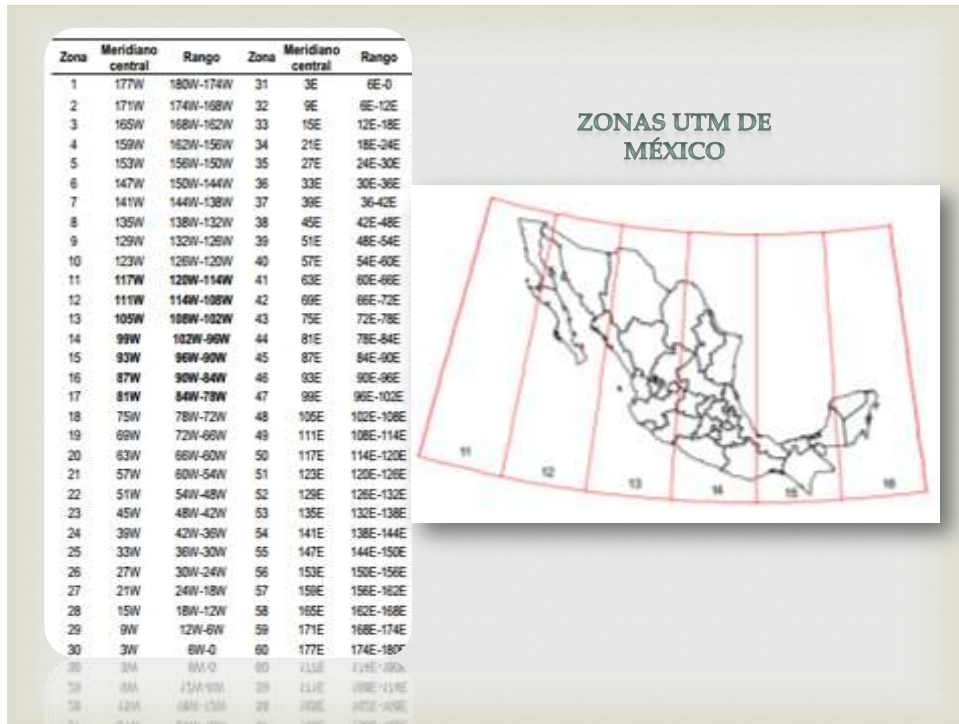 Zona Meridiano central Rango Zona Meridiano central Rango
1 177W 180W-174W 31 3E 6E-0
2 171W 174W-168W 32 9E 6E-12E
3 165W 168W-162W 33 15E 12E-18E
4 159W 162W-156W 34 21E 18E-24E
5 153W 156W-150W 35 27E 24E-30E
6 147W 150W-144W 36 33E 30E-36E
7 141W 144W-138W 37 39E 36-42E
8 135W 138W-132W 38 45E 42E-48E
9 129W 132W-126W 39 51E 48E-54E
10 123W 126W-120W 40 57E 54E-60E
11 117W 120W-114W 41 63E 60E-66E
12 111W 114W-108W 42 69E 66E-72E
13 105W 108W-102W 43 75E 72E-78E
14 99W 102W-96W 44 81E 78E-84E
15 93W 96W-90W 45 87E 84E-90E
16 87W 90W-84W 46 93E 90E-96E
17 81W 84W-78W 47 99E 96E-102E
18 75W 78W-72W 48 105E 102E-108E
19 69W 72W-66W 49 111E 108E-114E
20 63W 66W-60W 50 117E 114E-120E
21 57W 60W-54W 51 123E 120E-126E
22 51W 54W-48W 52 129E 126E-132E
23 45W 48W-42W 53 135E 132E-138E
24 39W 42W-36W 54 141E 138E-144E
25 33W 36W-30W 55 147E 144E-150E
26 27W 30W-24W 56 153E 150E-156E
27 21W 24W-18W 57 159E 156E-162E
28 15W 18W-12W 58 165E 162E-168E
29 9W 12W-6W 59 171E 168E-174E
30 3W 6W-0 60 177E 174E-180E
ZONAS UTM DE
MÉXICO
11
12
13
14
15
16